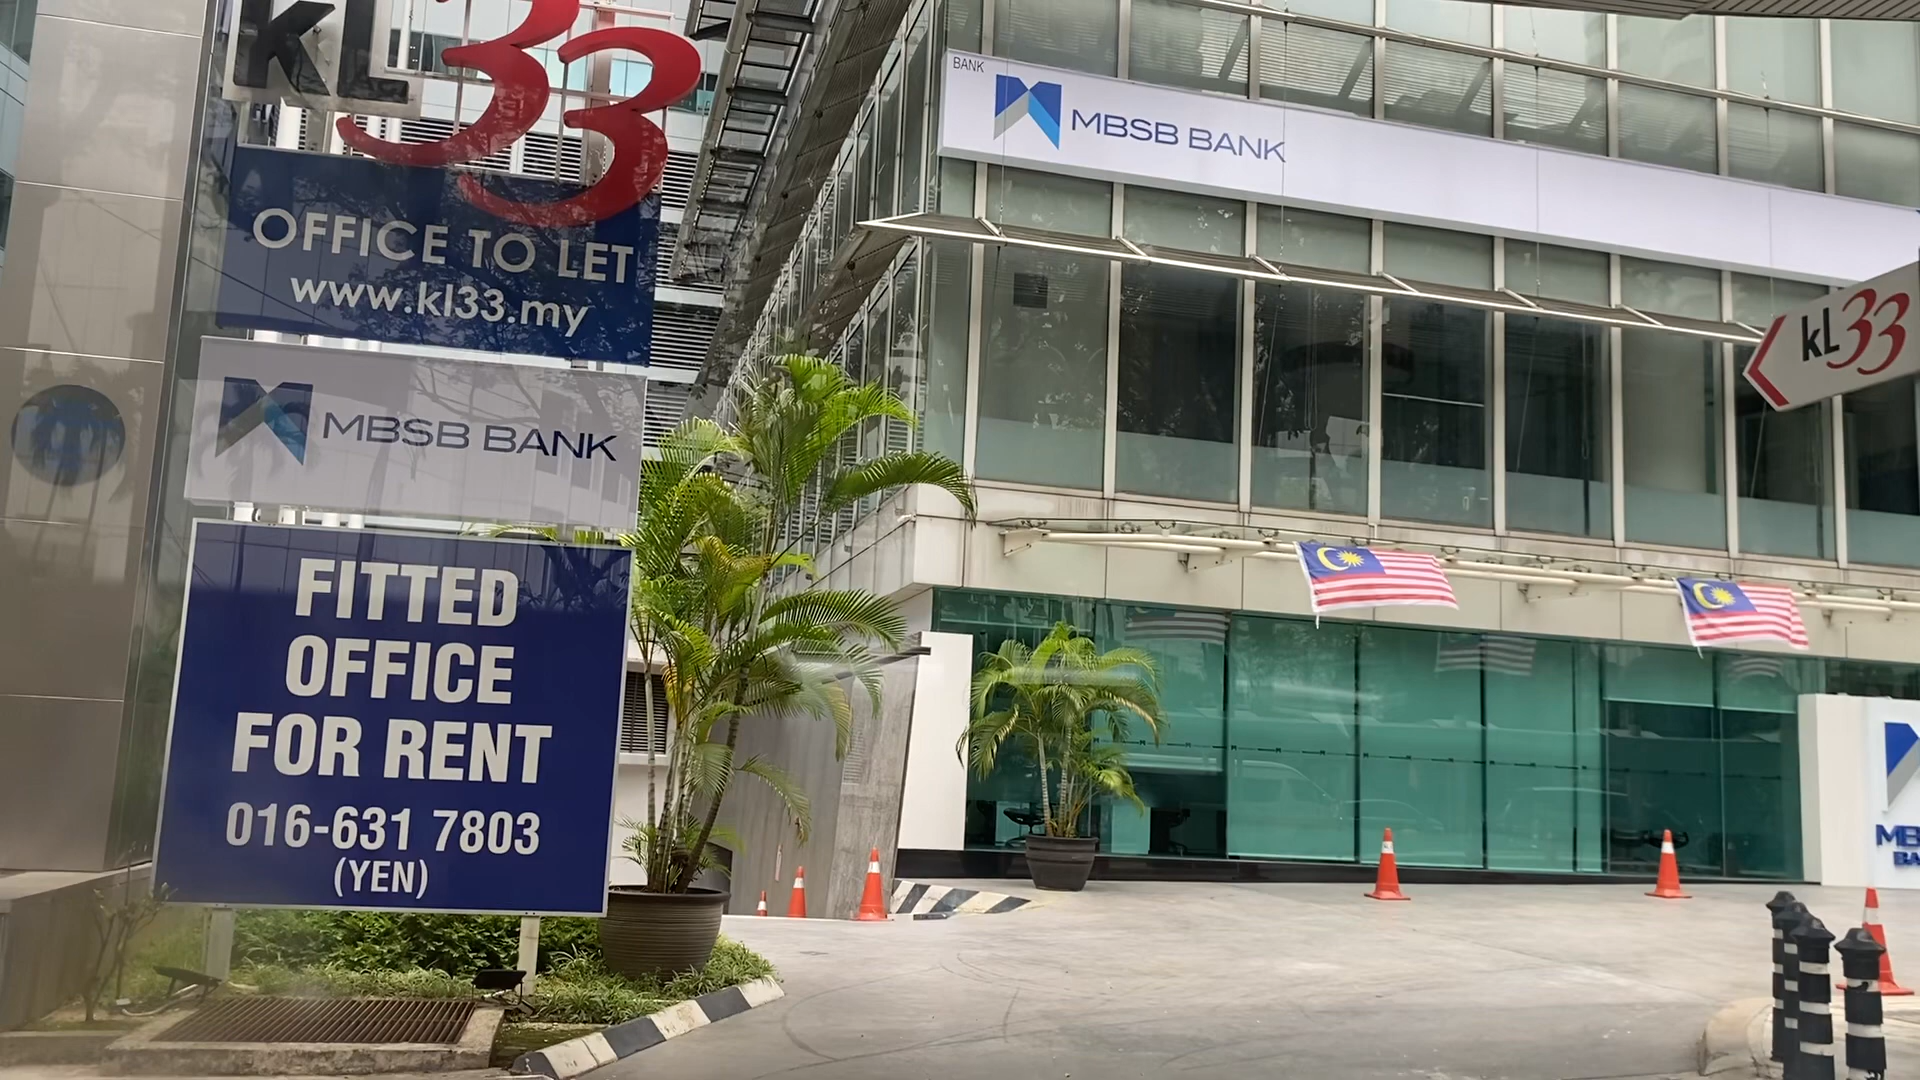 kL33
OFFICE TO LET
www.kl33.my
MBSB BANK
FITTED
OFFICE
FOR RENT
016-631 7803
(YEN)
BANK
MBSB BANK
kL33